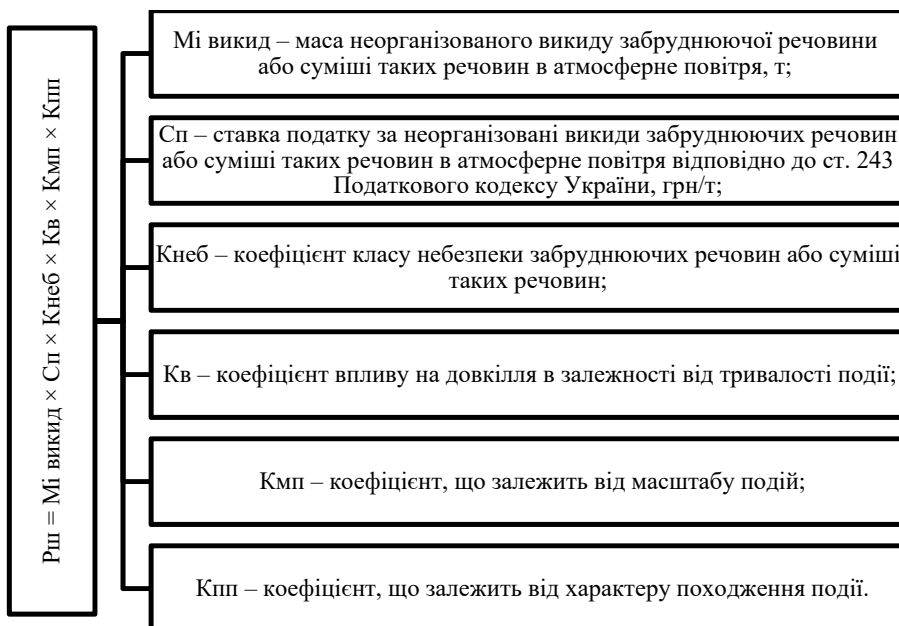 Рш = Мі викид × Сп × Кнеб × Кв × Кмп × Кпп
Мі викид – маса неорганізованого викиду забруднюючої речовини
або суміші таких речовин в атмосферне повітря, т;
Сп – ставка податку за неорганізовані викиди забруднюючих речовин
або суміші таких речовин в атмосферне повітря відповідно до ст. 243
Податкового кодексу України, грн/т;
Кнеб – коефіцієнт класу небезпеки забруднюючих речовин або суміші
таких речовин;
Кв – коефіцієнт впливу на довкілля в залежності від тривалості події;
Кмп – коефіцієнт, що залежить від масштабу подій;
Кпп – коефіцієнт, що залежить від характеру походження події.